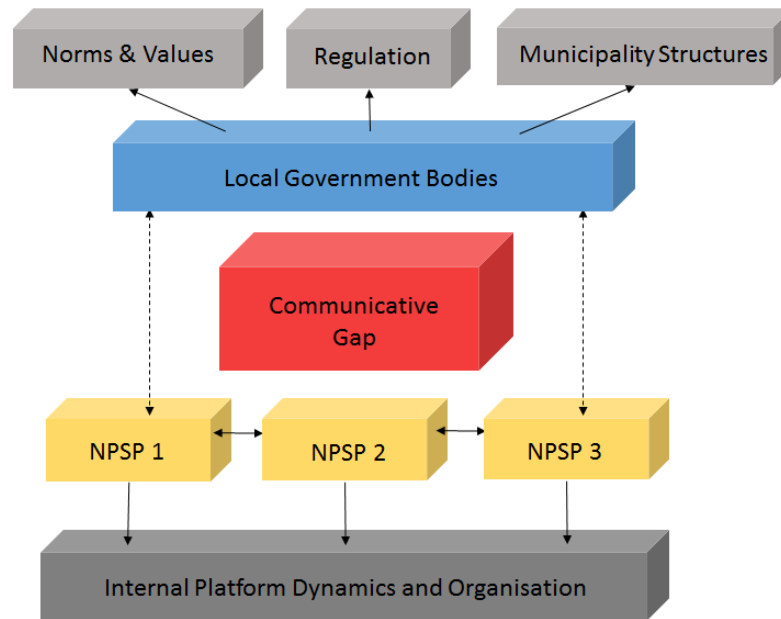 Norms & Values
Regulation
Municipality Structures
Local Government Bodies
Communicative
Gap
NPSP 1
NPSP 2
NPSP 3
Internal Platform Dynamics and Organisation